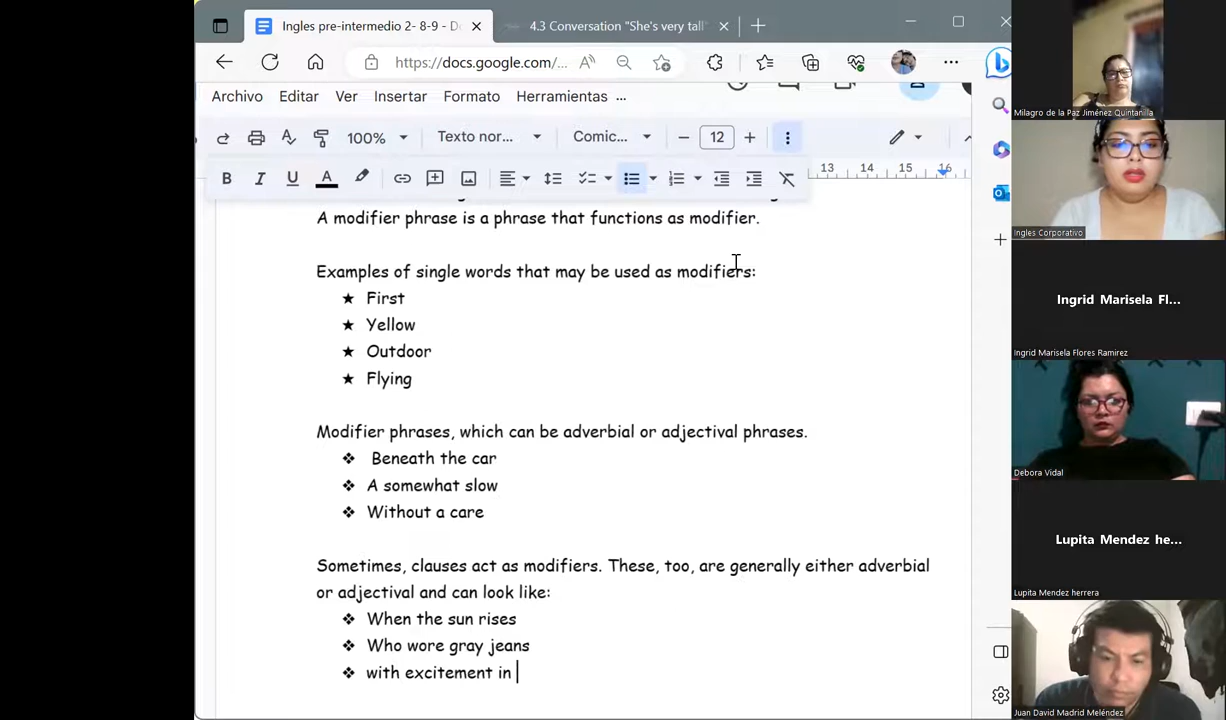 Ingles pre-intermedio 2- 8-9 - Do
4.3 Conversation "She's very tall"
https://docs.google.com/...
Archivo Editar Ver Insertar Formato Herramientas ...
100% Texto nor... Comic... 12
13 14 15 16
A modifier phrase is a phrase that functions as modifier.
Examples of single words that may be used as modifiers:
★ First
★ Yellow
★ Outdoor
★ Flying
Modifier phrases, which can be adverbial or adjectival phrases.
❖ Beneath the car
❖ A somewhat slow
❖ Without a care
Sometimes, clauses act as modifiers. These, too, are generally either adverbial
or adjectival and can look like:
❖ When the sun rises
❖ Who wore gray jeans
❖ with excitement in
Milagro de la Paz Jiménez Quintanilla
Ingles Corporativo
Ingrid Marisela Fl...
Ingrid Marisela Flores Ramirez
Debora Vidal
Lupita Mendez he...
Lupita Mendez herrera
Juan David Madrid Meléndez